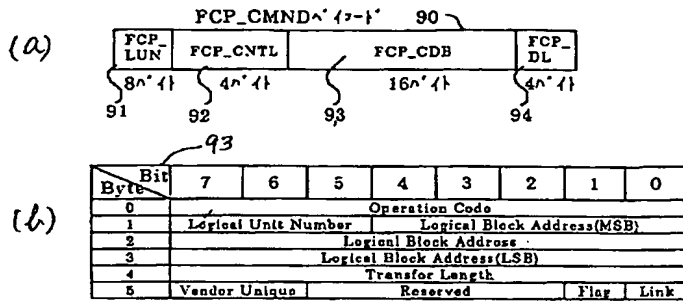 FCP_CMNDペイロード 90
(a)
FCP_LUN FCP_CNTL FCP_CDB FCP_DL
8バイト 4バイト 16バイト 4バイト
91 92 93 94
93
(b)
Byte Bit 7 6 5 4 3 2 1 0
0 Operation Code
1 Logical Unit Number Logical Block Address(MSB)
2 Logical Block Address
3 Logical Block Address(LSB)
4 Transfer Length
5 Vendor Unique Reserved Flag Link